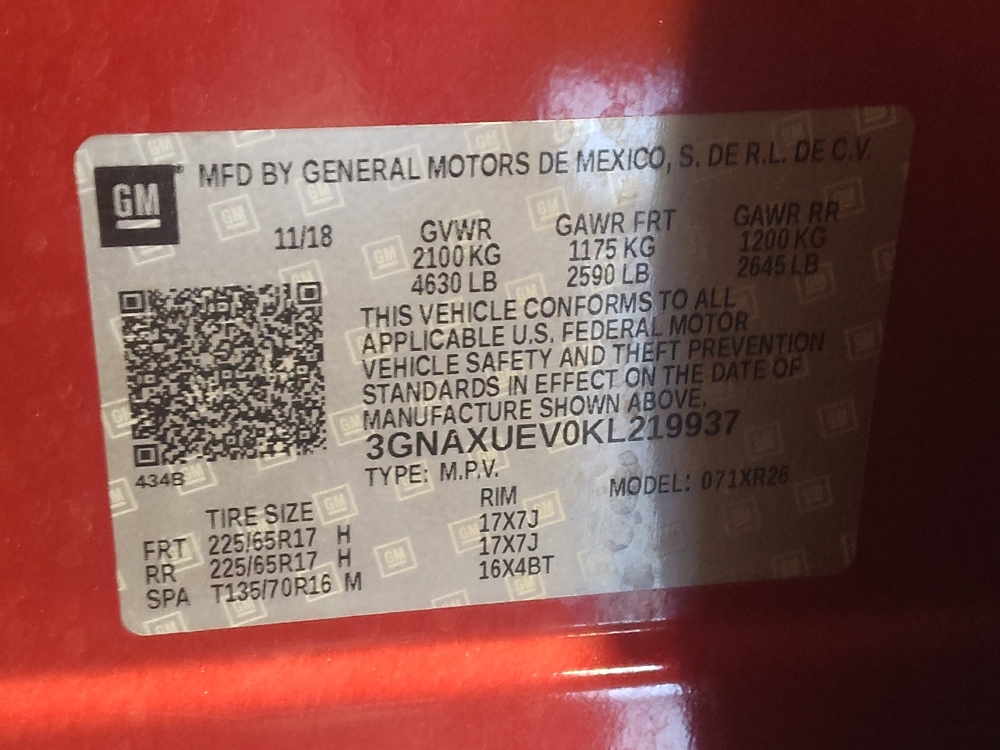 GM® MFD BY GENERAL MOTORS DE MEXICO, S. DE R.L. DE C.V.
11/18 GVWR GAWR FRT GAWR RR
2100 KG 1175 KG 1200 KG
4630 LB 2590 LB 2645 LB
THIS VEHICLE CONFORMS TO ALL
APPLICABLE U.S. FEDERAL MOTOR
VEHICLE SAFETY AND THEFT PREVENTION
STANDARDS IN EFFECT ON THE DATE OF
MANUFACTURE SHOWN ABOVE.
3GNAXUEV0KL219937
434B
TYPE: M.P.V. MODEL: 071XR26
TIRE SIZE RIM
FRT 225/65R17 H 17X7J
RR 225/65R17 H 17X7J
SPA T135/70R16 M 16X4BT